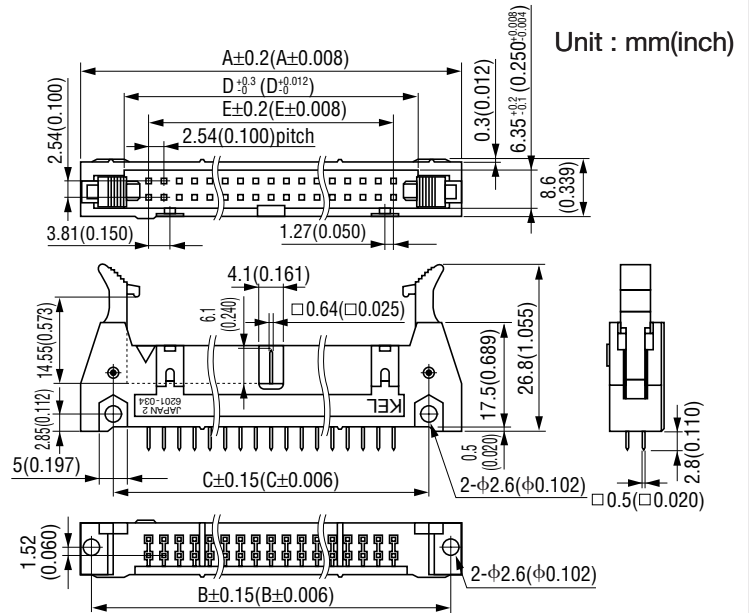 Unit : mm(inch)
A±0.2(A±0.008)
D +0.3 -0 (D +0.012 -0)
E±0.2(E±0.008)
2.54(0.100)pitch
2.54(0.100)
0.3(0.012)
6.35 +0.2 -0.1 (0.250 +0.008 -0.004)
8.6
(0.339)
3.81(0.150)
1.27(0.050)
4.1(0.161)
6.1
(0.240)
□0.64(□0.025)
14.55(0.573)
17.5(0.689)
26.8(1.055)
2.85(0.112)
JAPAN 2
6201-034
KEL
0.5
(0.020)
2.8(0.110)
5(0.197)
C±0.15(C±0.006)
2-ϕ2.6(ϕ0.102)
□0.5(□0.020)
1.52
(0.060)
2-ϕ2.6(ϕ0.102)
B±0.15(B±0.006)